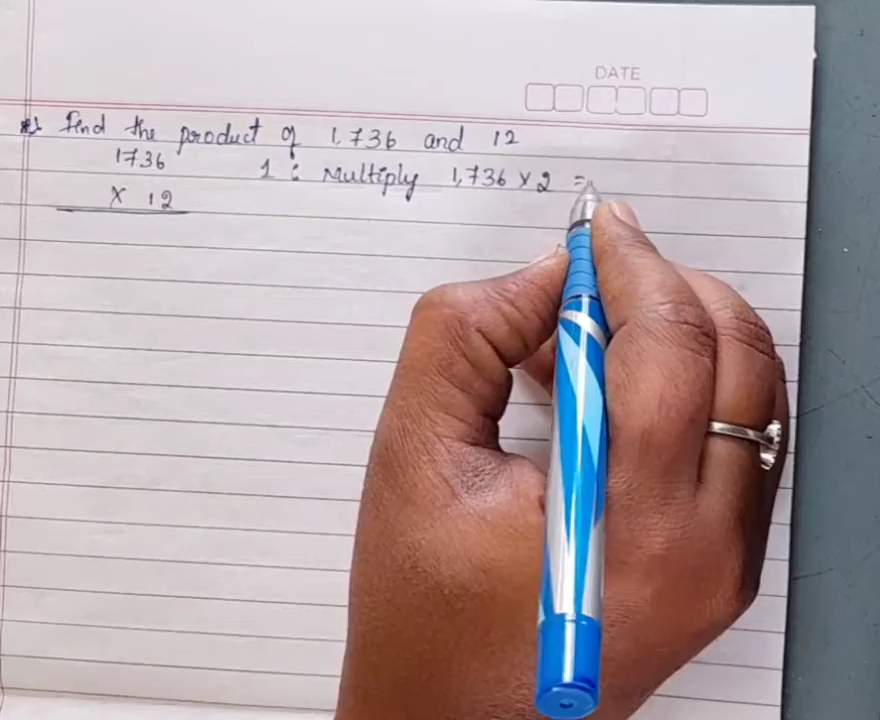 DATE
Find the product of 1,736 and 12
1736 1: Multiply 1,736 × 2 =
× 12